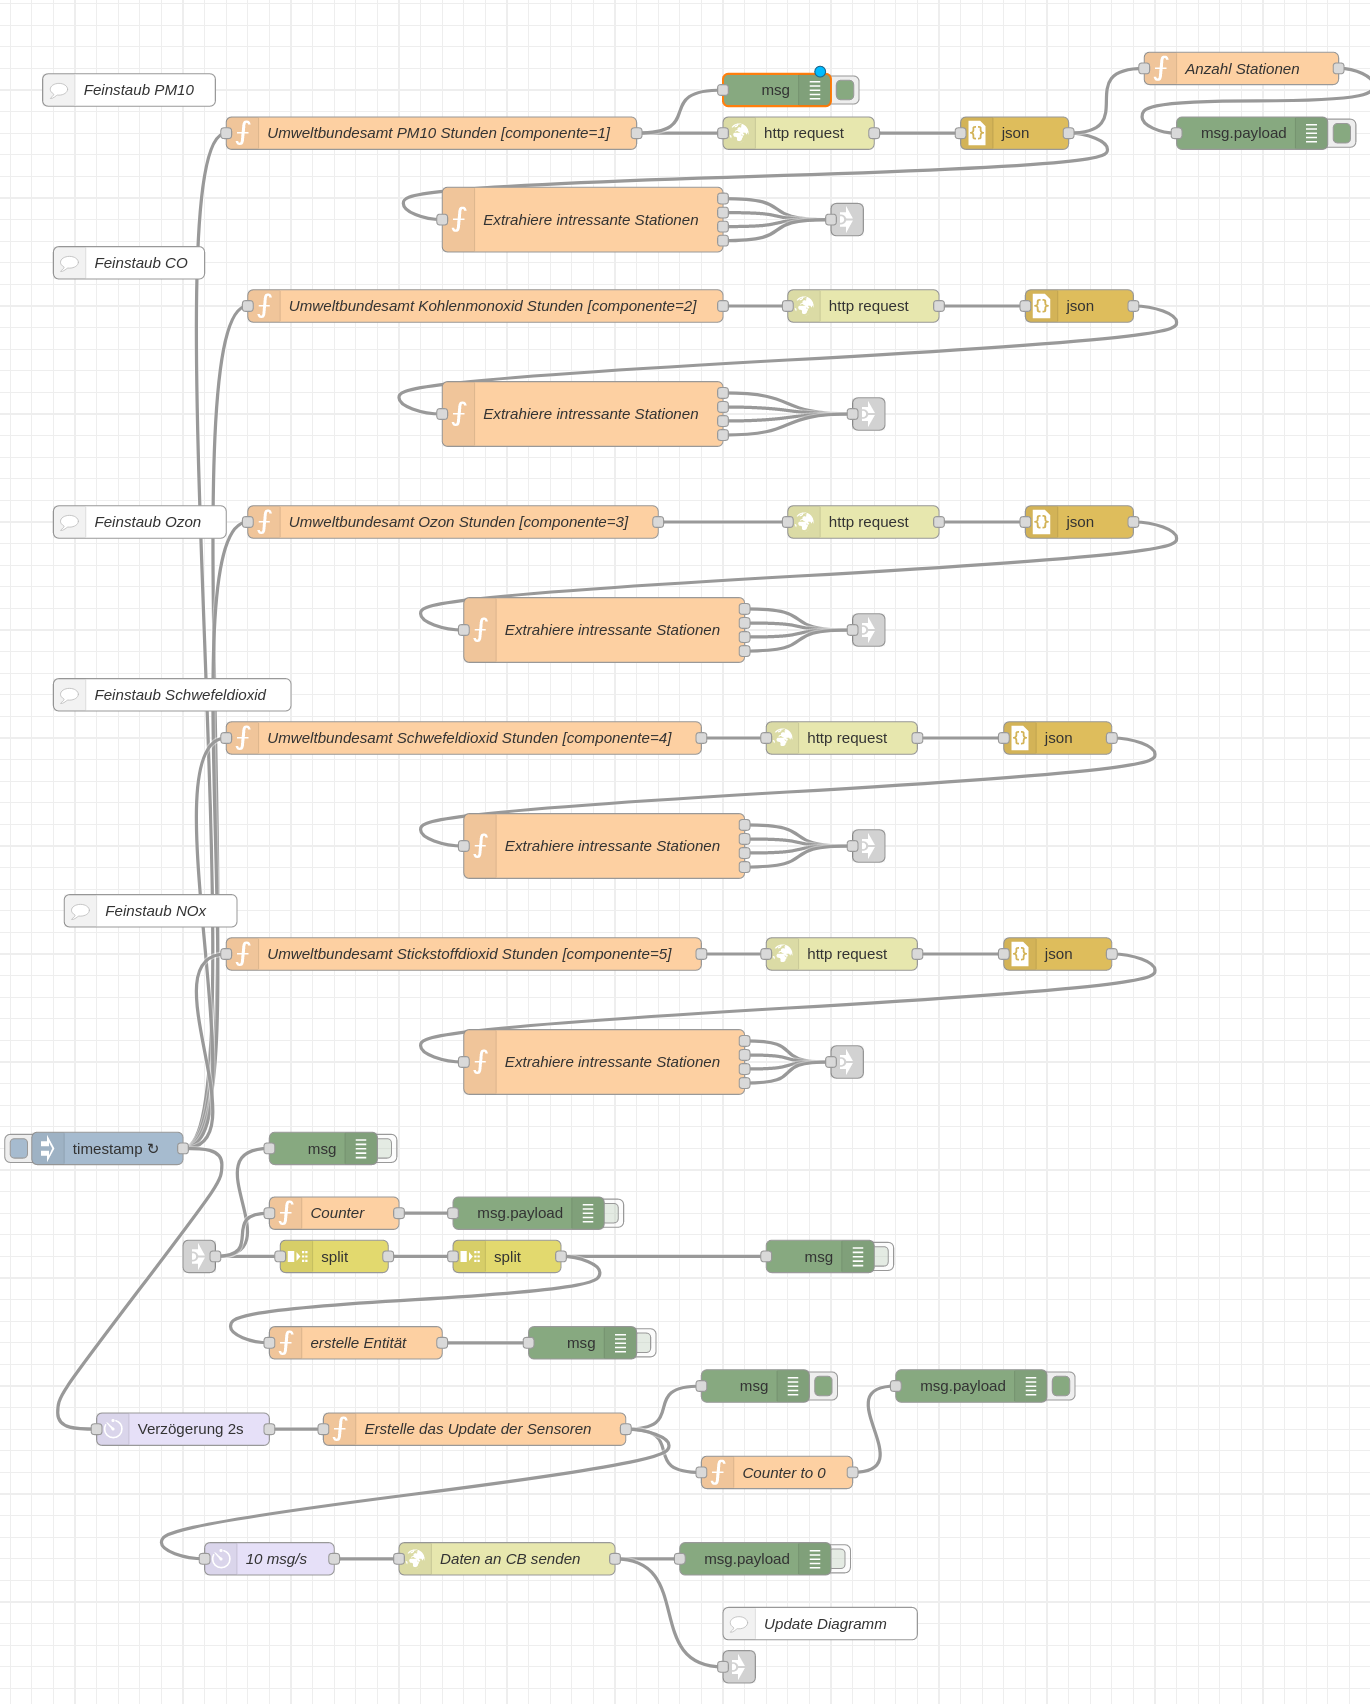 Anzahl Stationen
Feinstaub PM10
msg
Umweltbundesamt PM10 Stunden [componente=1]
http request
json
msg.payload
Extrahiere intressante Stationen
Feinstaub CO
Umweltbundesamt Kohlenmonoxid Stunden [componente=2]
http request
json
Extrahiere intressante Stationen
Feinstaub Ozon
Umweltbundesamt Ozon Stunden [componente=3]
http request
json
Extrahiere intressante Stationen
Feinstaub Schwefeldioxid
Umweltbundesamt Schwefeldioxid Stunden [componente=4]
http request
json
Extrahiere intressante Stationen
Feinstaub NOx
Umweltbundesamt Stickstoffdioxid Stunden [componente=5]
http request
json
Extrahiere intressante Stationen
timestamp ↻
msg
Counter
msg.payload
split
split
msg
erstelle Entität
msg
msg
msg.payload
Verzögerung 2s
Erstelle das Update der Sensoren
Counter to 0
10 msg/s
Daten an CB senden
msg.payload
Update Diagramm